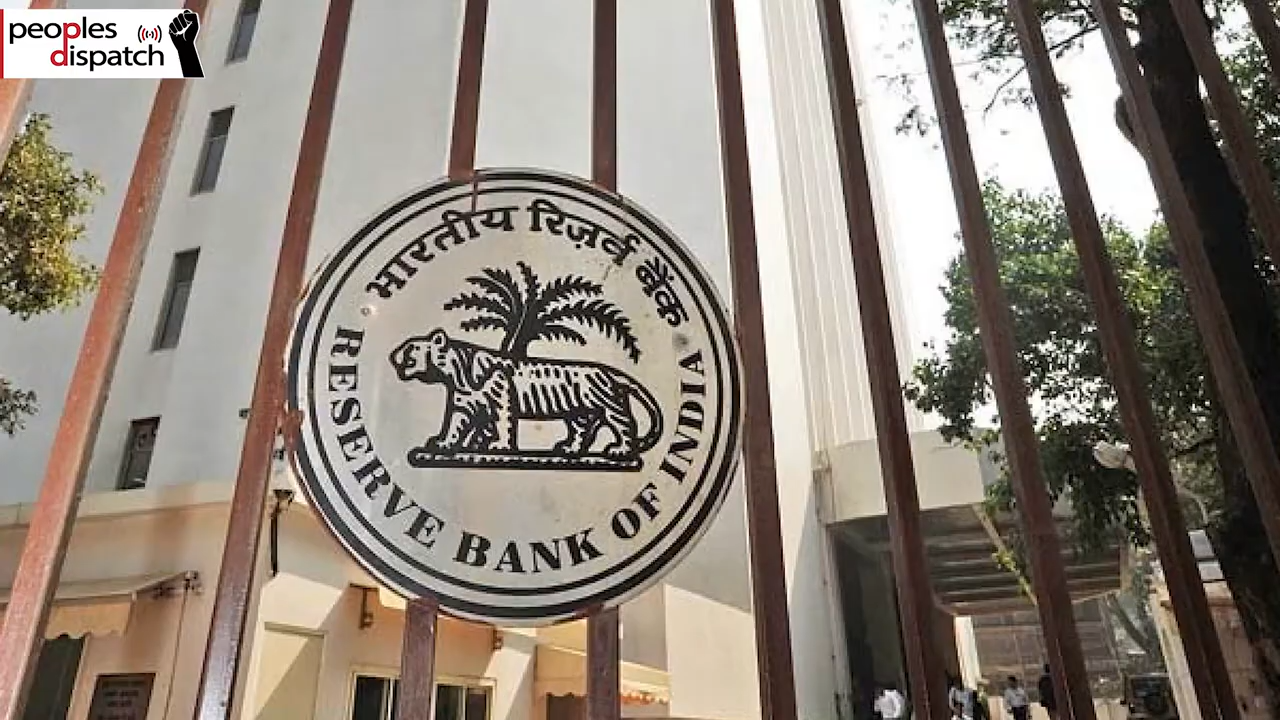 peoples
dispatch
भारतीय रिज़र्व बैंक
RESERVE BANK OF INDIA